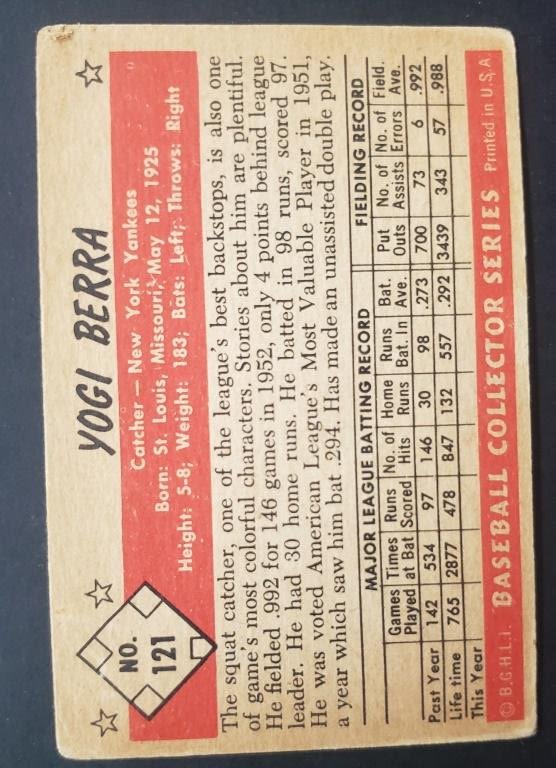 YOGI BERRA
NO.
121
Catcher — New York Yankees
Born: St. Louis, Missouri; May 12, 1925
Height: 5-8; Weight: 183; Bats: Left; Throws: Right
The squat catcher, one of the league's best backstops, is also one
of game's most colorful characters. Stories about him are plentiful.
He fielded .992 for 146 games in 1952, only 4 points behind league
leader. He had 30 home runs. He batted in 98 runs, scored 97.
He was voted American League's Most Valuable Player in 1951,
a year which saw him bat .294. Has made an unassisted double play.
MAJOR LEAGUE BATTING RECORD FIELDING RECORD
Games Times Runs No. of Home Runs Bat. Put No. of No. of Field.
Played at Bat Scored Hits Runs Bat. In Ave. Outs Assists Errors Ave.
Past Year 142 534 97 146 30 98 .273 700 73 6 .992
Life time 765 2877 478 847 132 557 .292 3439 343 57 .988
This Year
© B.G.H.L.I. BASEBALL COLLECTOR SERIES Printed in U.S.A.